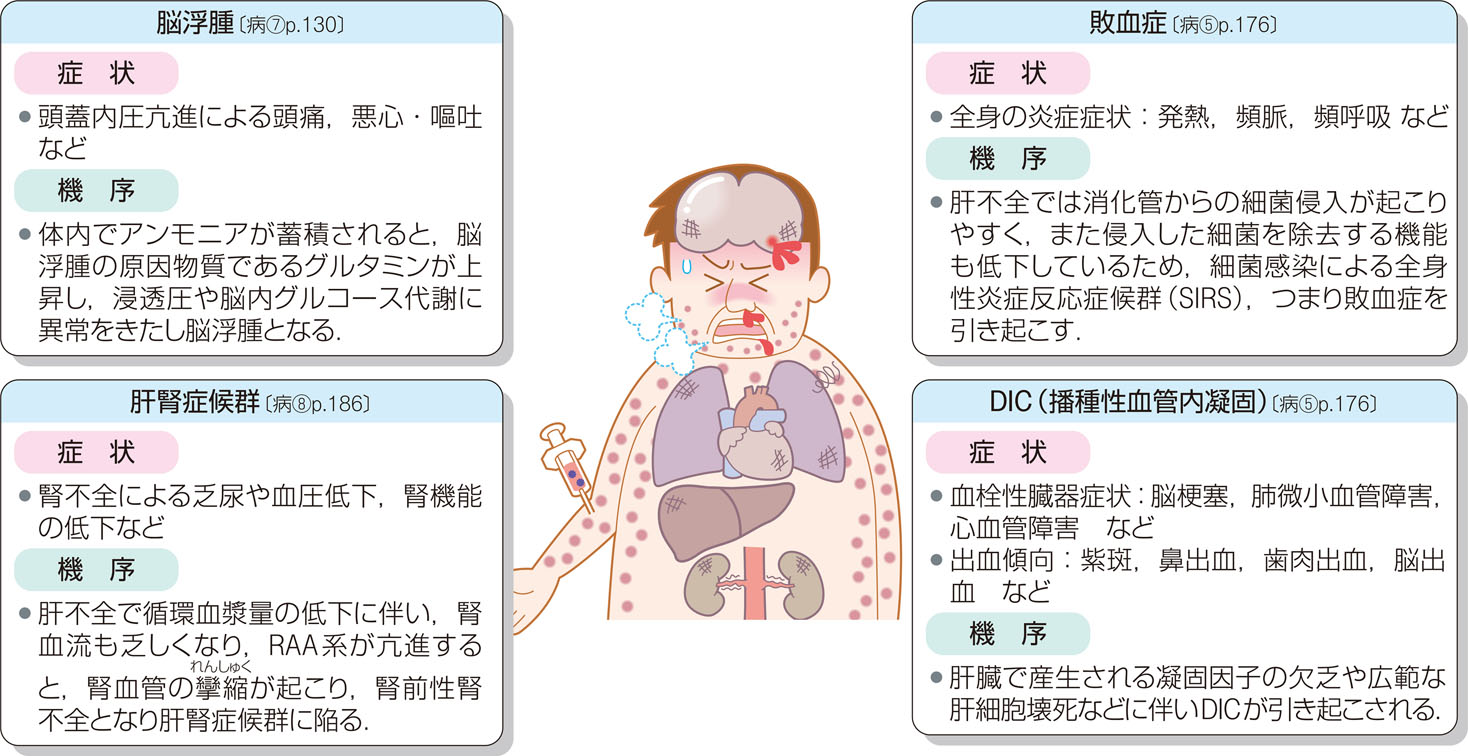 脳浮腫〔病⑦p.130〕
症 状
●頭蓋内圧亢進による頭痛，悪心・嘔吐
など
機 序
●体内でアンモニアが蓄積されると，脳
浮腫の原因物質であるグルタミンが上
昇し，浸透圧や脳内グルコース代謝に
異常をきたし脳浮腫となる.
敗血症〔病⑤p.176〕
症 状
●全身の炎症症状：発熱，頻脈，頻呼吸 など
機 序
●肝不全では消化管からの細菌侵入が起こり
やすく，また侵入した細菌を除去する機能
も低下しているため，細菌感染による全身
性炎症反応症候群（SIRS），つまり敗血症を
引き起こす.
肝腎症候群〔病⑧p.186〕
症 状
●腎不全による乏尿や血圧低下，腎機能
の低下など
機 序
●肝不全で循環血漿量の低下に伴い，腎
血流も乏しくなり，RAA系が亢進する
れんしゅく
と，腎血管の攣縮が起こり，腎前性腎
不全となり肝腎症候群に陥る.
DIC（播種性血管内凝固）〔病⑤p.176〕
症 状
●血栓性臓器症状：脳梗塞，肺微小血管障害，
心血管障害 など
●出血傾向：紫斑，鼻出血，歯肉出血，脳出
血 など
機 序
●肝臓で産生される凝固因子の欠乏や広範な
肝細胞壊死などに伴いDICが引き起こされる.